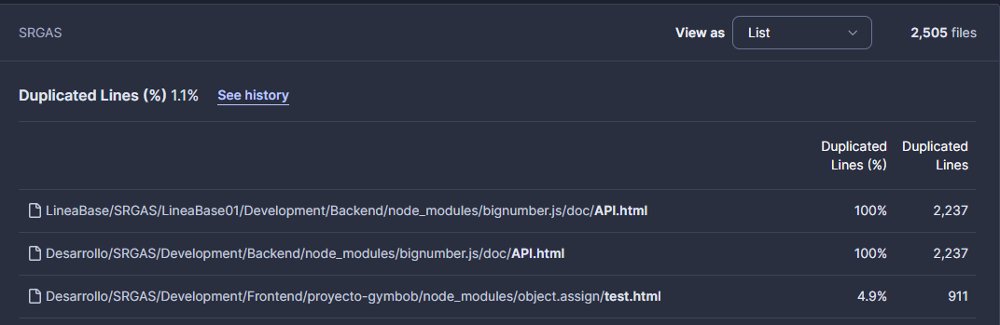 SRGAS View as List 2,505 files
Duplicated Lines (%) 1.1% See history
Duplicated Lines (%) Duplicated Lines
LineaBase/SRGAS/LineaBase01/Development/Backend/node_modules/bignumber.js/doc/API.html 100% 2,237
Desarrollo/SRGAS/Development/Backend/node_modules/bignumber.js/doc/API.html 100% 2,237
Desarrollo/SRGAS/Development/Frontend/proyecto-gymbob/node_modules/object.assign/test.html 4.9% 911